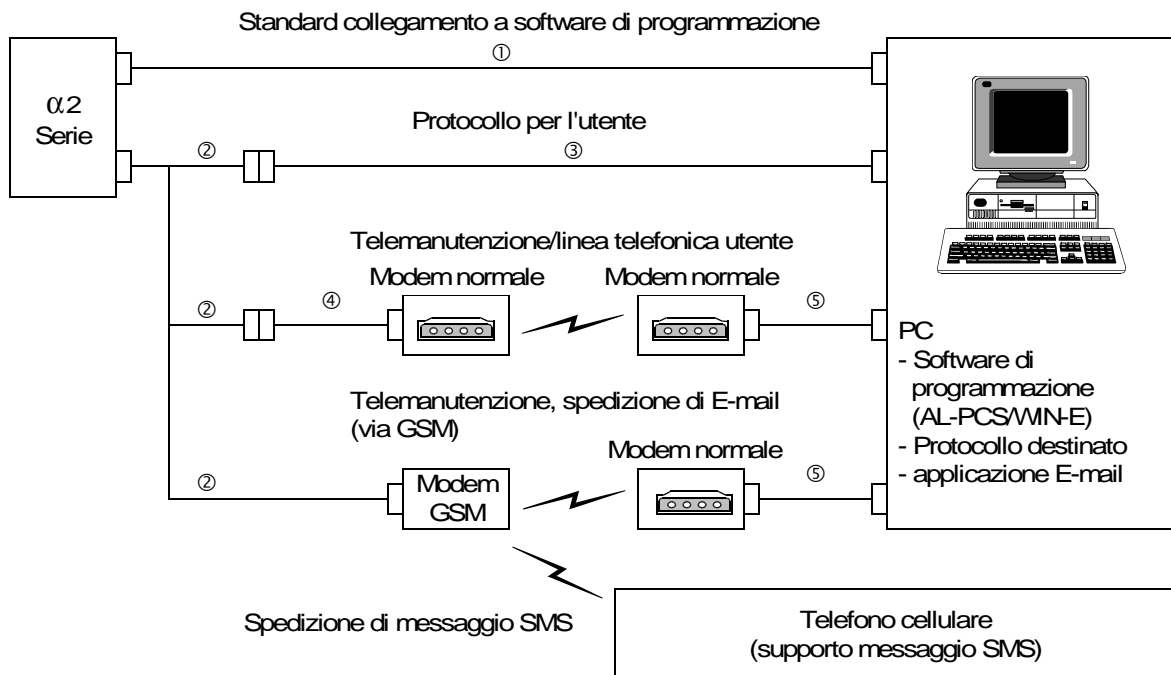 Standard collegamento a software di programmazione
①
α2
Serie
Protocollo per l'utente
②
③
Telemanutenzione/linea telefonica utente
Modem normale
Modem normale
②
④
⑤
PC
- Software di
programmazione
(AL-PCS/WIN-E)
- Protocollo destinato
- applicazione E-mail
Telemanutenzione, spedizione di E-mail
(via GSM)
Modem normale
②
Modem
GSM
⑤
Spedizione di messaggio SMS
Telefono cellulare
(supporto messaggio SMS)